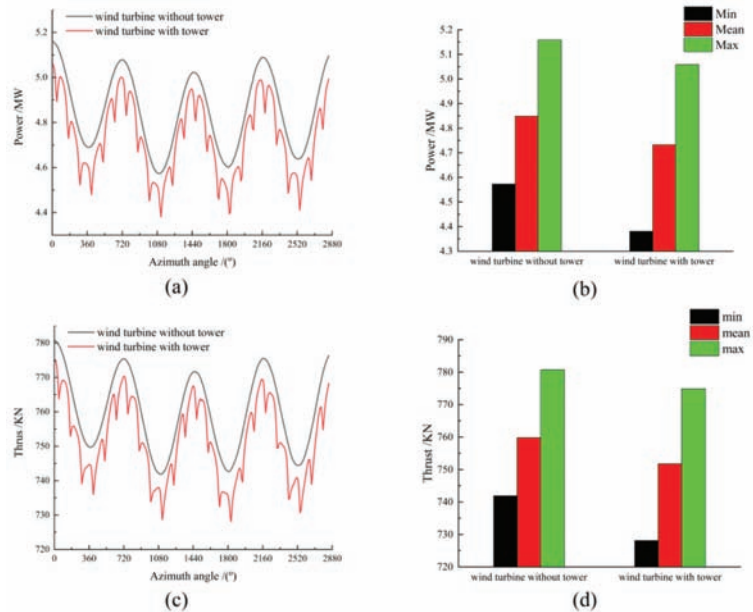 wind turbine without tower
wind turbine with tower
5.2
5.0
4.8
4.6
4.4
Power /MW
0 360 720 1080 1440 1800 2160 2520 2880
Azimuth angle /(º)
(a)
Min
Mean
Max
5.2
5.1
5.0
4.9
4.8
4.7
4.6
4.5
4.4
4.3
Power /MW
wind turbine without tower wind turbine with tower
(b)
wind turbine without tower
wind turbine with tower
780
770
760
750
740
730
720
Thrus /KN
0 360 720 1080 1440 1800 2160 2520 2880
Azimuth angle /(º)
(c)
min
mean
max
790
780
770
760
750
740
730
720
Thrust /KN
wind turbine without tower wind turbine with tower
(d)